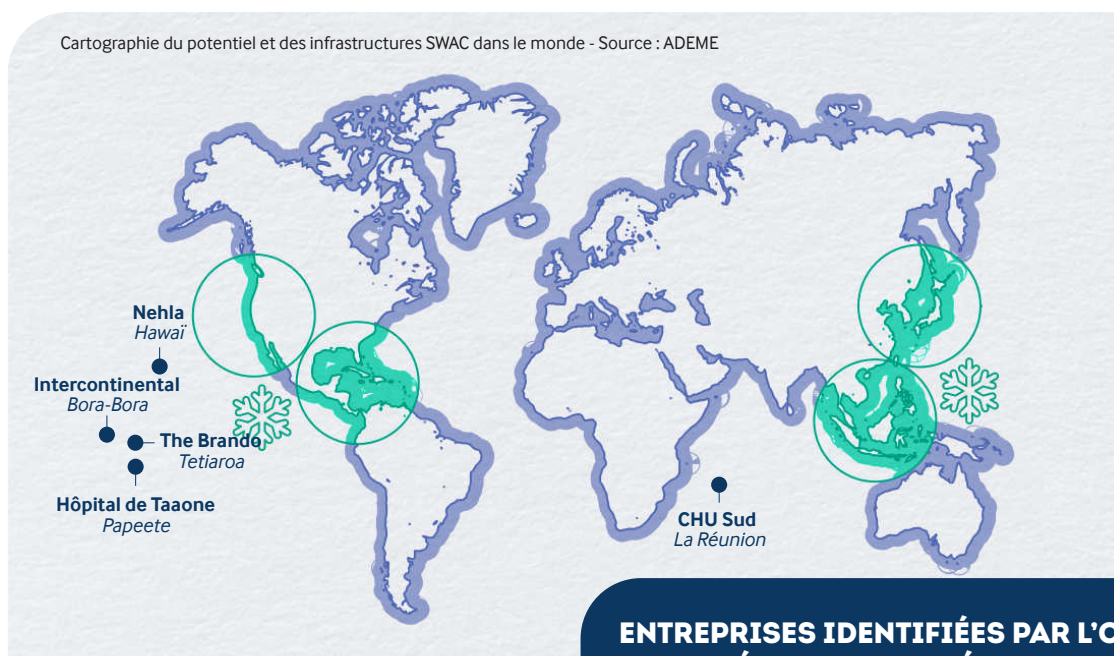 Cartographie du potentiel et des infrastructures SWAC dans le monde - Source : ADEME
Nehla
Hawaï
Intercontinental
Bora-Bora
The Brando
Tetiaroa
Hôpital de Taaone
Papeete
CHU Sud
La Réunion
ENTREPRISES IDENTIFIÉES PAR L'O